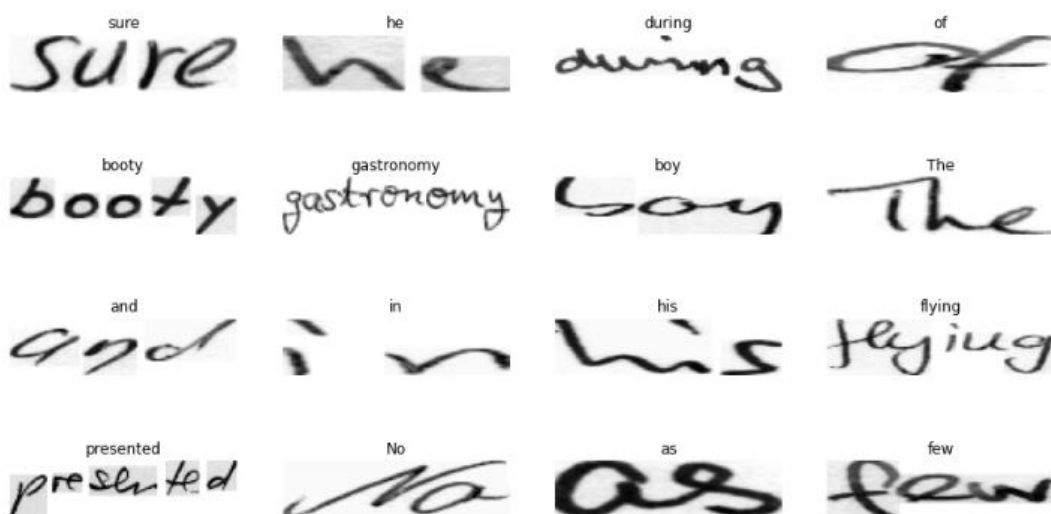 sure he during of
sure he during of
booty gastronomy boy The
booty gastronomy boy The
and in his flying
and in his flying
presented No as few
presented No as few